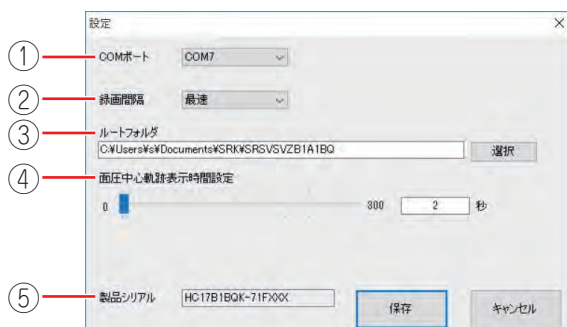 設定
① COMポート COM7
② 録画間隔 最速
③ ルートフォルダ
C:¥Users¥s¥Documents¥SRK¥SRSVSVZB1A1BQ 選択
④ 面圧中心軌跡表示時間設定
0 300 2 秒
⑤ 製品シリアル HC17B1BQK-71FXXX 保存 キャンセル